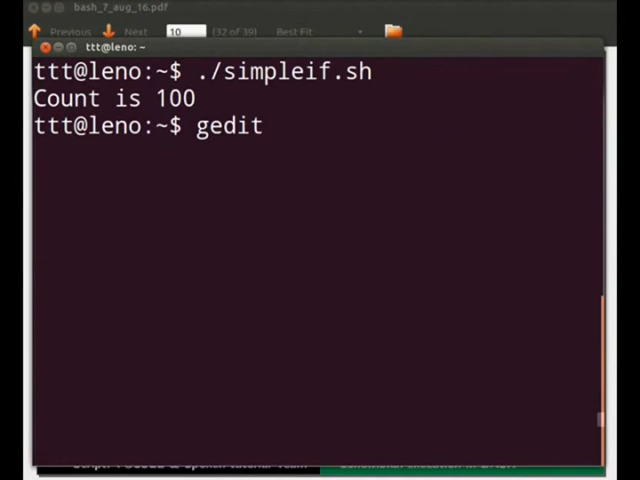 bash_7_aug_16.pdf
Previous Next 10 (32 of 39) Best Fit
ttt@leno: ~
ttt@leno:~$ ./simpleif.sh
Count is 100
ttt@leno:~$ gedit